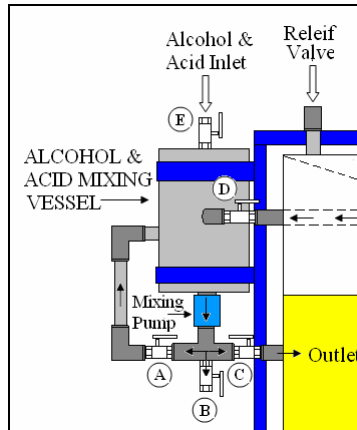 Alcohol &
Acid Inlet
Releif
Valve
E
ALCOHOL &
ACID MIXING
VESSEL
D
Mixing
Pump
A
B
C
Outlet